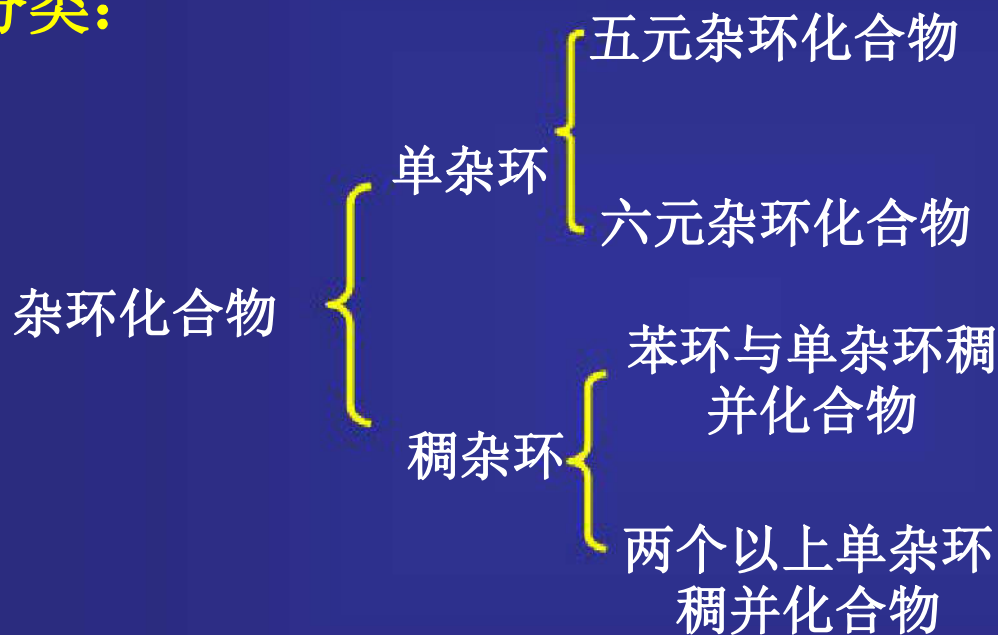 分类：
五元杂环化合物
单杂环
六元杂环化合物
杂环化合物
苯环与单杂环稠
并化合物
稠杂环
两个以上单杂环
稠并化合物